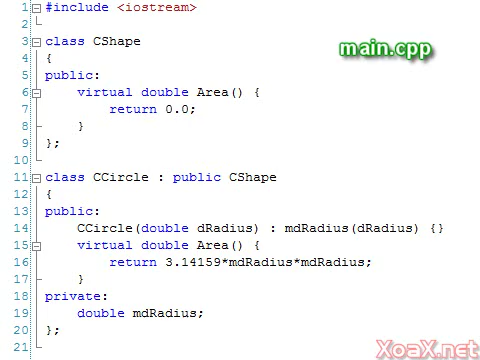 main.cpp
1 #include <iostream>
2
3 class CShape
4 {
5 public:
6 virtual double Area() {
7 return 0.0;
8 }
9 };
10
11 class CCircle : public CShape
12 {
13 public:
14 CCircle(double dRadius) : mdRadius(dRadius) {}
15 virtual double Area() {
16 return 3.14159*mdRadius*mdRadius;
17 }
18 private:
19 double mdRadius;
20 };
21
XoaX.net